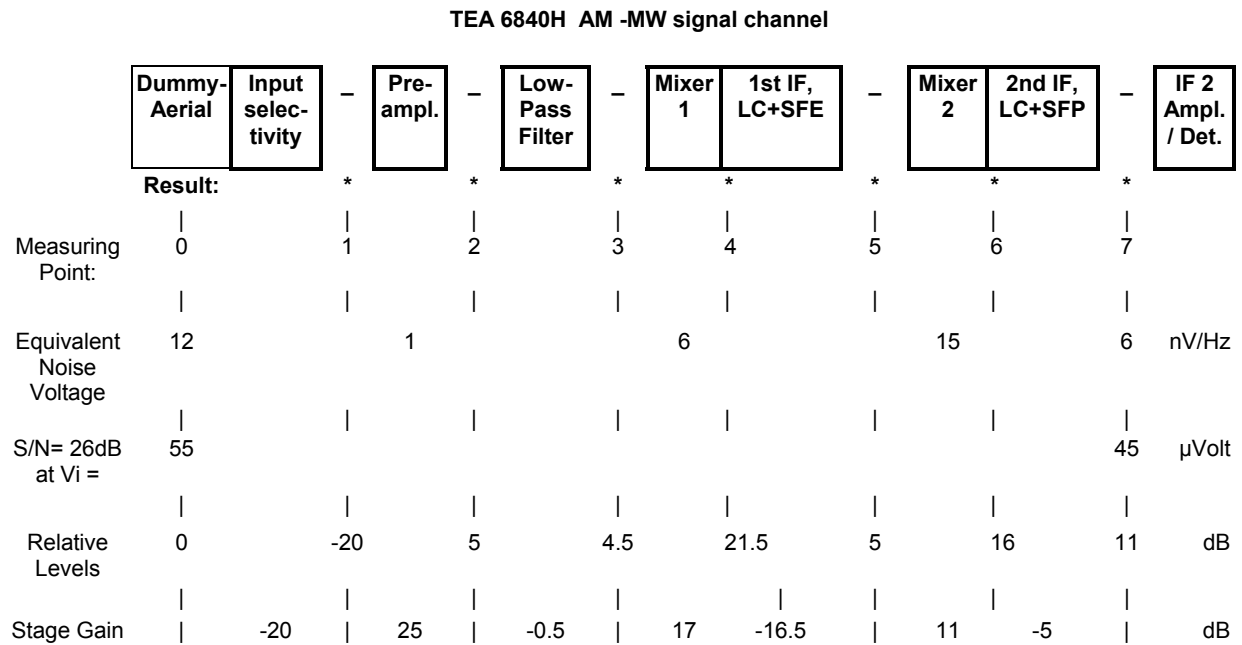 TEA 6840H AM -MW signal channel
Dummy- Input – Pre- – Low- – Mixer 1st IF, – Mixer 2nd IF, – IF 2
Aerial selec- ampl. Pass 1 LC+SFE 2 LC+SFP Ampl.
tivity Filter / Det.
Result: * * * * * * *
| | | | | | | |
Measuring 0 1 2 3 4 5 6 7
Point:
| | | | | | | |
Equivalent 12 1 6 15 6 nV/Hz
Noise
Voltage
| | | | | | | |
S/N= 26dB 55 45 µVolt
at Vi =
| | | | | | | |
Relative 0 -20 5 4.5 21.5 5 16 11 dB
Levels
| | | | | | | |
Stage Gain | -20 | 25 | -0.5 | 17 -16.5 | 11 -5 | dB